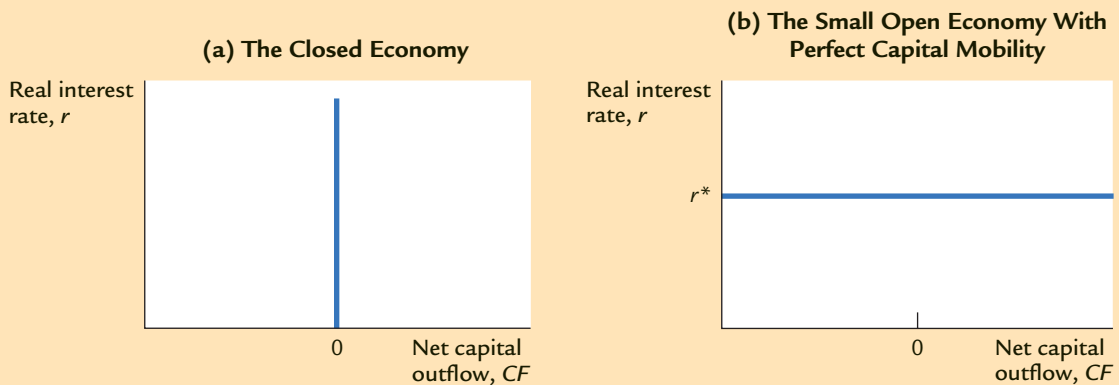 (a) The Closed Economy
Real interest
rate, r
0
Net capital
outflow, CF
(b) The Small Open Economy With
Perfect Capital Mobility
Real interest
rate, r
r*
0
Net capital
outflow, CF